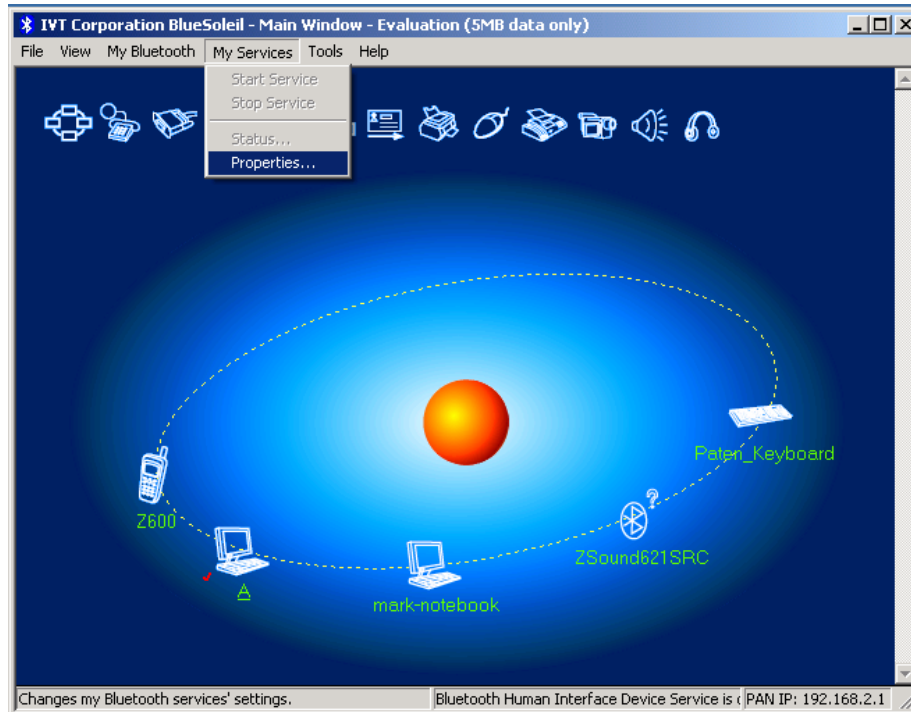 IVT Corporation BlueSoleil - Main Window - Evaluation (5MB data only)
File View My Bluetooth My Services Tools Help
Start Service
Stop Service
Status...
Properties...
Paten_Keyboard
Z600
ZSound621SRC
A
mark-notebook
Changes my Bluetooth services' settings. Bluetooth Human Interface Device Service is PAN IP: 192.168.2.1